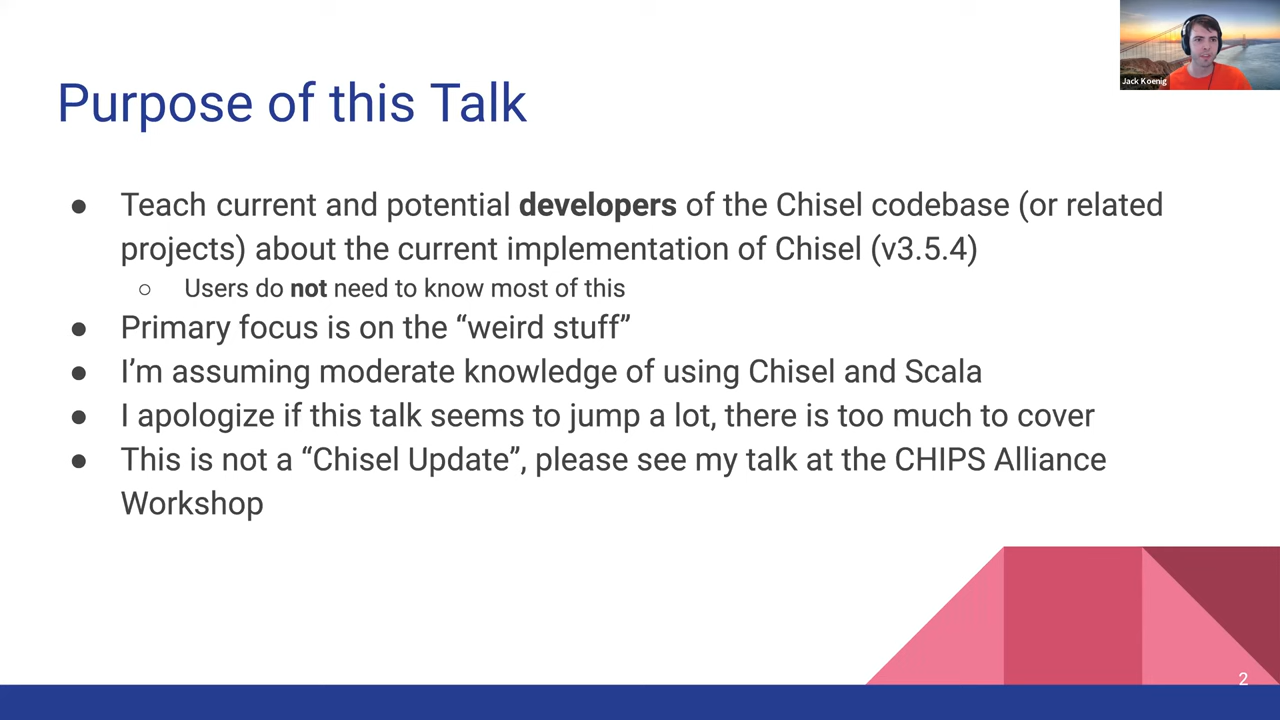 Jack Koenig
Purpose of this Talk
● Teach current and potential developers of the Chisel codebase (or related
projects) about the current implementation of Chisel (v3.5.4)
○ Users do not need to know most of this
● Primary focus is on the “weird stuff”
● I’m assuming moderate knowledge of using Chisel and Scala
● I apologize if this talk seems to jump a lot, there is too much to cover
● This is not a “Chisel Update”, please see my talk at the CHIPS Alliance
Workshop
2